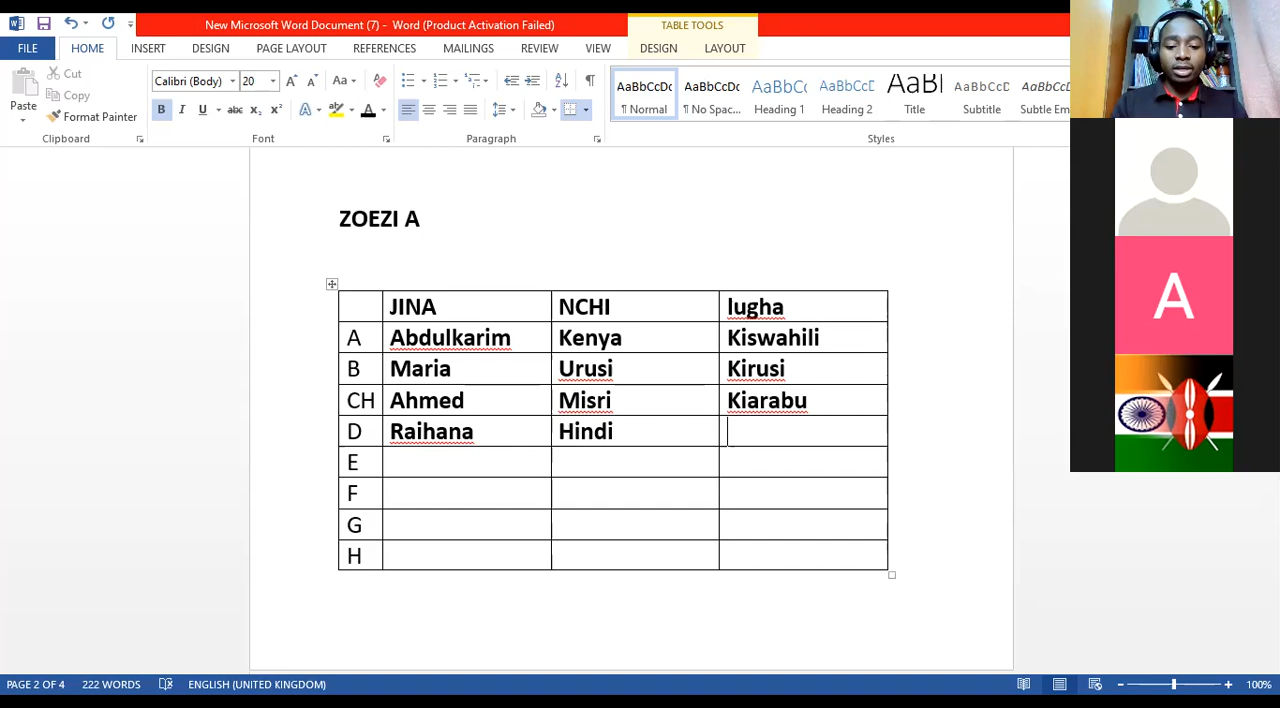 New Microsoft Word Document (7) - Word (Product Activation Failed)
TABLE TOOLS
FILE HOME INSERT DESIGN PAGE LAYOUT REFERENCES MAILINGS REVIEW VIEW DESIGN LAYOUT
Paste
Cut
Copy
Format Painter
Clipboard
Calibri (Body) 20
Font
Paragraph
AaBbCcDc AaBbCcDc AaBbC( AaBbCcD AaBl AaBbCcD AaBbCcDc
¶ Normal ¶ No Spac... Heading 1 Heading 2 Title Subtitle Subtle Em
Styles
ZOEZI A
JINA NCHI lugha
A Abdulkarim Kenya Kiswahili
B Maria Urusi Kirusi
CH Ahmed Misri Kiarabu
D Raihana Hindi
E
F
G
H
A
PAGE 2 OF 4 222 WORDS ENGLISH (UNITED KINGDOM) 100%